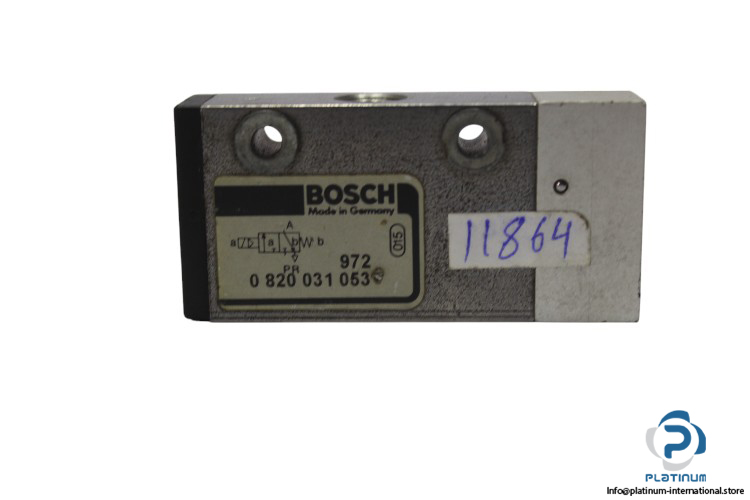 BOSCH
Made in Germany
A
a a b b
PR
015
972
0 820 031 053
11864
PLATINUM
Info@platinum-international.store